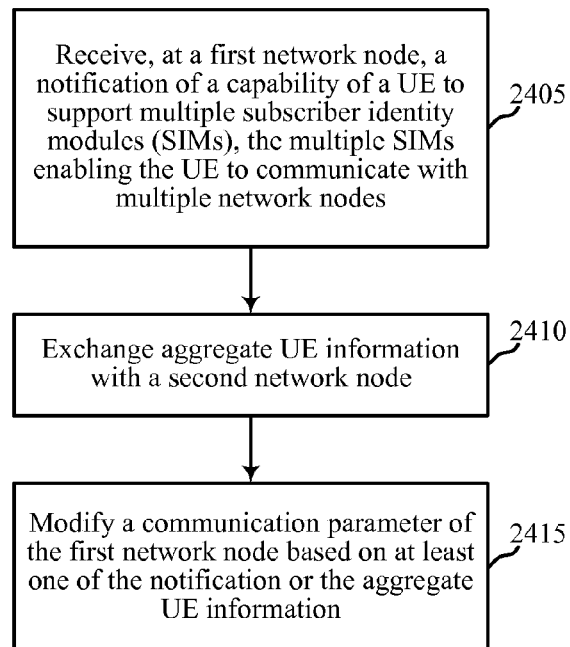 Receive, at a first network node, a
notification of a capability of a UE to
support multiple subscriber identity
modules (SIMs), the multiple SIMs
enabling the UE to communicate with
multiple network nodes
2405
Exchange aggregate UE information
with a second network node
2410
Modify a communication parameter of
the first network node based on at least
one of the notification or the aggregate
UE information
2415